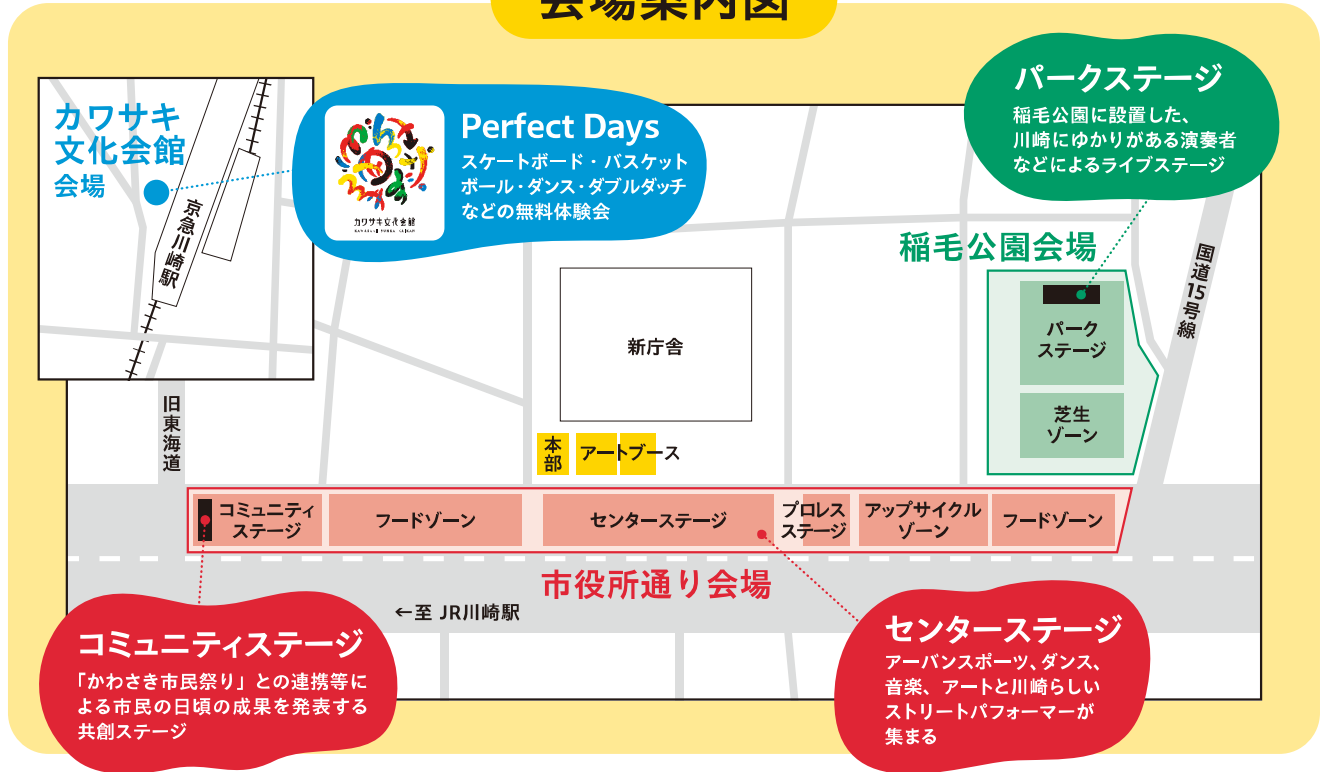 会場案内図
カワサキ
文化会館
会場
京急川崎駅
カワサキ文化会館
Perfect Days
スケートボード・バスケット
ボール・ダンス・ダブルダッチ
などの無料体験会
パークステージ
稲毛公園に設置した、
川崎にゆかりがある演奏者
などによるライブステージ
稲毛公園会場
国道15号線
パーク
ステージ
芝生
ゾーン
新庁舎
旧東海道
本部
アートブース
コミュニティ
ステージ
フードゾーン
センターステージ
プロレス
ステージ
アップサイクル
ゾーン
フードゾーン
市役所通り会場
←至 JR川崎駅
コミュニティステージ
「かわさき市民祭り」との連携等に
よる市民の日頃の成果を発表する
共創ステージ
センターステージ
アーバンスポーツ、ダンス、
音楽、アートと川崎らしい
ストリートパフォーマーが
集まる